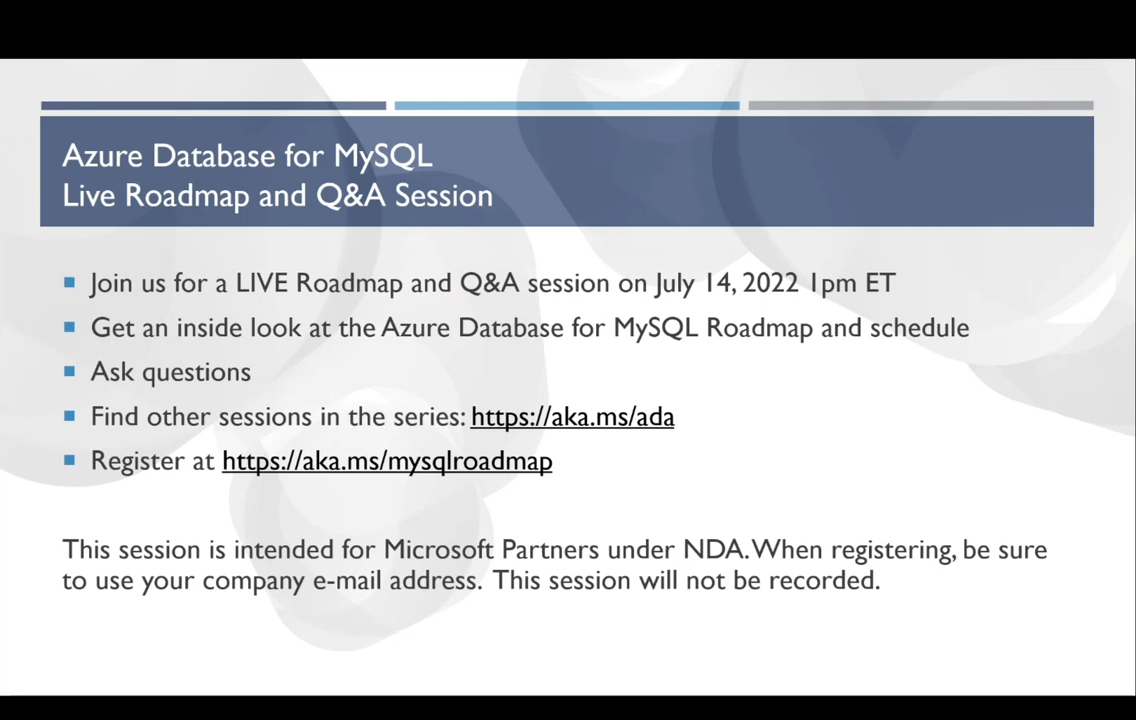 Azure Database for MySQL
Live Roadmap and Q&A Session
Join us for a LIVE Roadmap and Q&A session on July 14, 2022 1pm ET
Get an inside look at the Azure Database for MySQL Roadmap and schedule
Ask questions
Find other sessions in the series: https://aka.ms/ada
Register at https://aka.ms/mysqlroadmap
This session is intended for Microsoft Partners under NDA. When registering, be sure
to use your company e-mail address. This session will not be recorded.